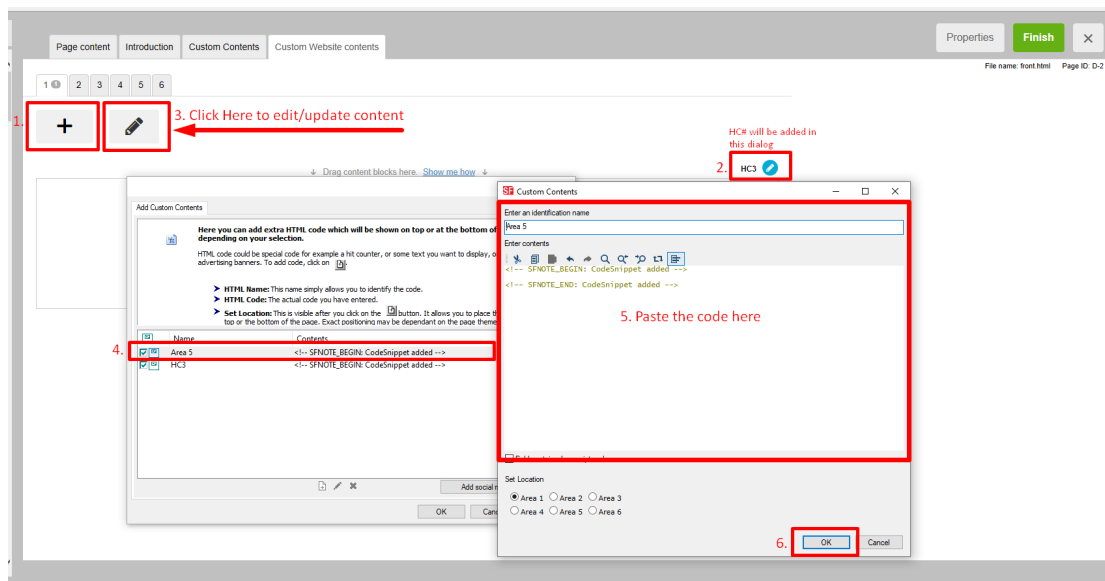 Properties
Finish
Page content
Introduction
Custom Contents
Custom Website contents
File name: front.html Page ID: D-2
1
2
3
4
5
6
1.
+
3. Click Here to edit/update content
HC# will be added in
this dialog
2.
HC3
↓ Drag content blocks here. Show me how ↓
Add Custom Contents
Here you can add extra HTML code which will be shown on top or at the bottom of
depending on your selection.
HTML code could be special code for example a hit counter, or some text you want to display, o
advertising banners. To add code, click on
➤ HTML Name: This name simply allows you to identify the code.
➤ HTML Code: The actual code you have entered.
➤ Set Location: This is visible after you click on the button. It allows you to place th
top or the bottom of the page. Exact positioning may be dependant on the page theme
Name
Contents
4.
Area 5
<!-- SFNOTE_BEGIN: CodeSnippet added -->
HC3
<!-- SFNOTE_BEGIN: CodeSnippet added -->
Add social
OK
Canc
SF Custom Contents
Enter an identification name
Area 5
Enter contents
<!-- SFNOTE_BEGIN: CodeSnippet added -->
<!-- SFNOTE_END: CodeSnippet added -->
5. Paste the code here
Set Location
Area 1
Area 2
Area 3
Area 4
Area 5
Area 6
6.
OK
Cancel